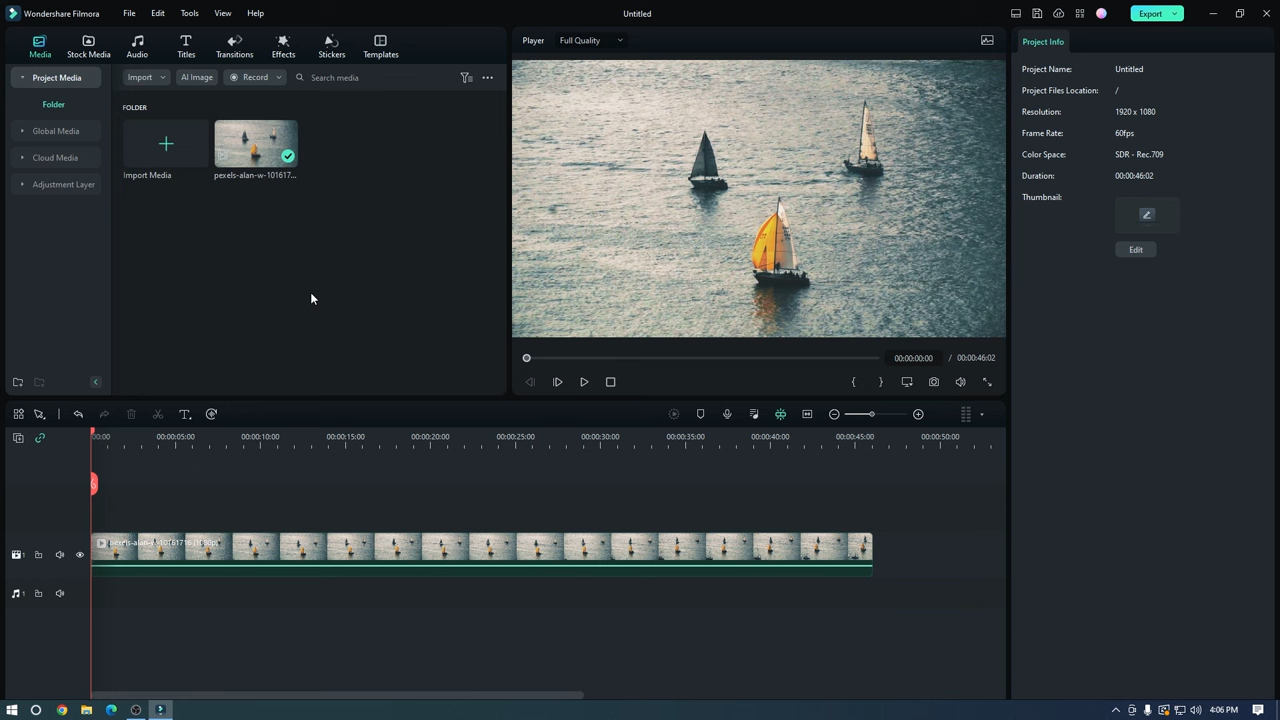 Wondershare Filmora File Edit Tools View Help
Untitled
Export
Media Stock Media Audio Titles Transitions Effects Stickers Templates
Player Full Quality
Project Info
Project Media
Import AI Image Record Search media
Folder
Global Media
Cloud Media
Adjustment Layer
FOLDER
Import Media
pexels-alan-w-101617...
Project Name: Untitled
Project Files Location: /
Resolution: 1920 x 1080
Frame Rate: 60fps
Color Space: SDR - Rec.709
Duration: 00:00:46:02
Thumbnail:
Edit
00:00:00:00 / 00:00:46:02
00:00 00:00:05:00 00:00:10:00 00:00:15:00 00:00:20:00 00:00:25:00 00:00:30:00 00:00:35:00 00:00:40:00 00:00:45:00 00:00:50:00
pexels-alan-w-10161716 (1080p)
1
1
4:06 PM